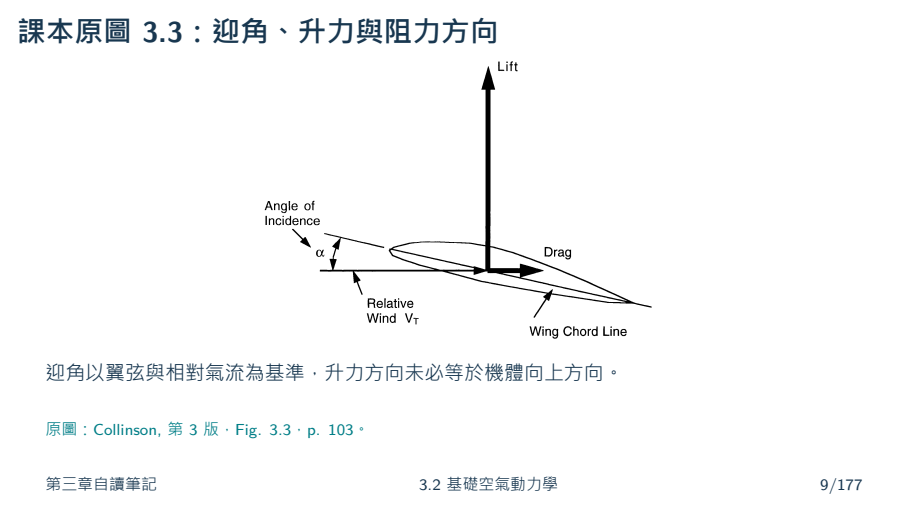 課本原圖 3.3：迎角、升力與阻力方向
Lift
Angle of
Incidence
α
Drag
Relative
Wind VT
Wing Chord Line
迎角以翼弦與相對氣流為基準，升力方向未必等於機體向上方向。
原圖：Collinson, 第 3 版，Fig. 3.3，p. 103。
第三章自讀筆記
3.2 基礎空氣動力學
9/177